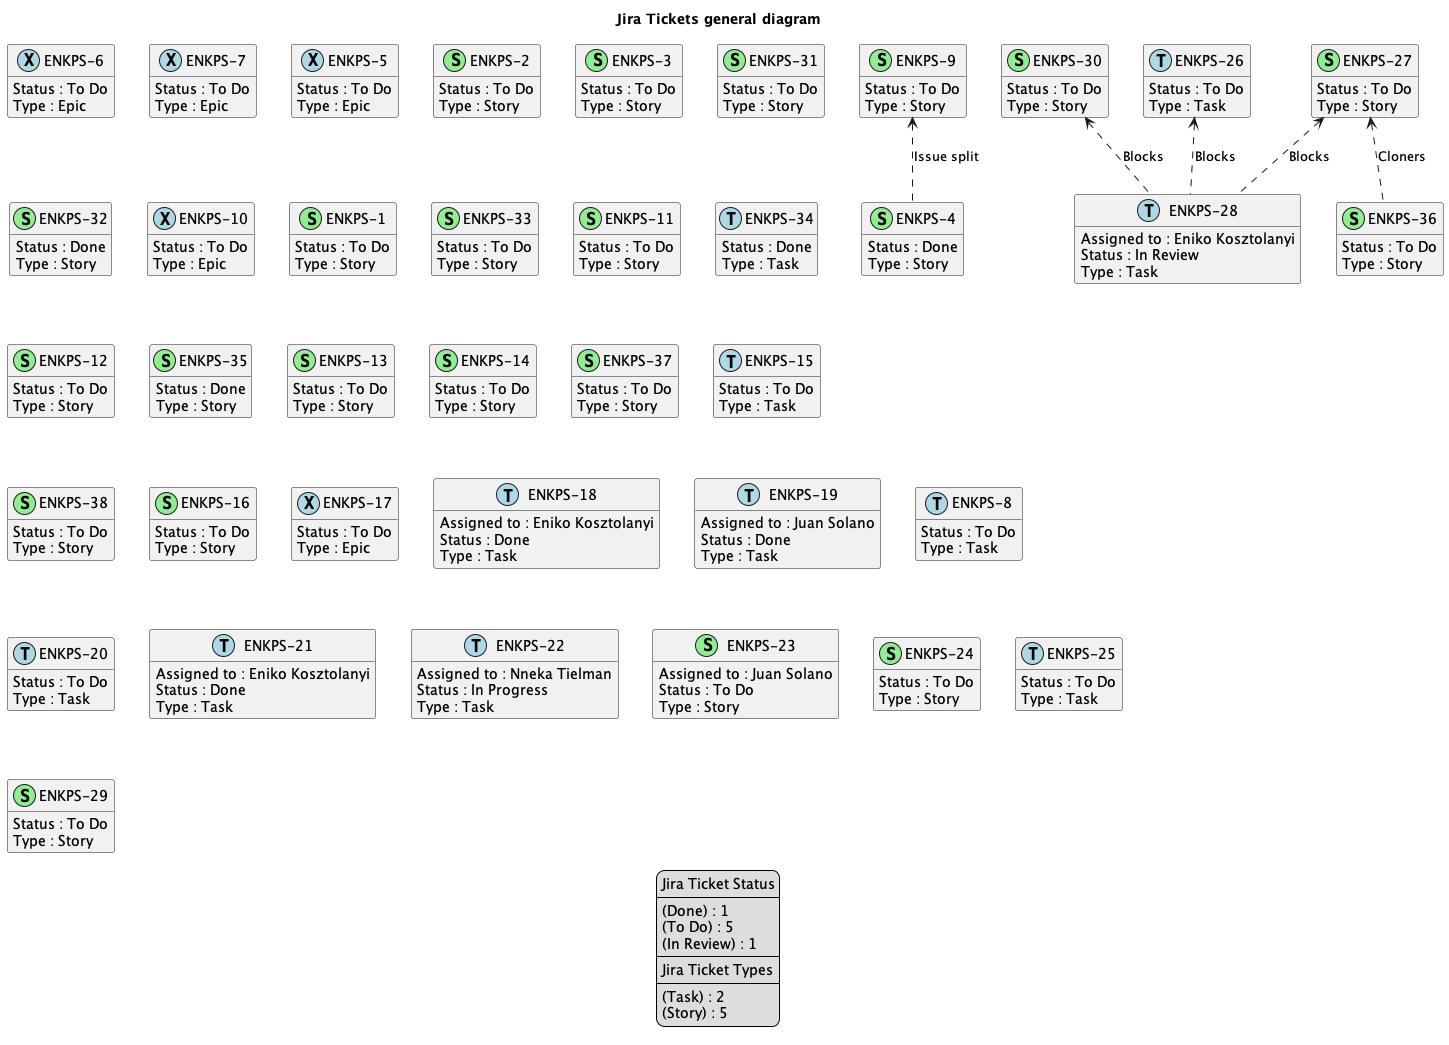 Jira Tickets general diagram
X ENKPS-6
Status : To Do
Type : Epic
X ENKPS-7
Status : To Do
Type : Epic
X ENKPS-5
Status : To Do
Type : Epic
S ENKPS-2
Status : To Do
Type : Story
S ENKPS-3
Status : To Do
Type : Story
S ENKPS-31
Status : To Do
Type : Story
S ENKPS-9
Status : To Do
Type : Story
S ENKPS-30
Status : To Do
Type : Story
T ENKPS-26
Status : To Do
Type : Task
S ENKPS-27
Status : To Do
Type : Story
Issue split
Blocks
Blocks
Blocks
Cloners
S ENKPS-32
Status : Done
Type : Story
X ENKPS-10
Status : To Do
Type : Epic
S ENKPS-1
Status : To Do
Type : Story
S ENKPS-33
Status : To Do
Type : Story
S ENKPS-11
Status : To Do
Type : Story
T ENKPS-34
Status : Done
Type : Task
S ENKPS-4
Status : Done
Type : Story
T ENKPS-28
Assigned to : Eniko Kosztolanyi
Status : In Review
Type : Task
S ENKPS-36
Status : To Do
Type : Story
S ENKPS-12
Status : To Do
Type : Story
S ENKPS-35
Status : Done
Type : Story
S ENKPS-13
Status : To Do
Type : Story
S ENKPS-14
Status : To Do
Type : Story
S ENKPS-37
Status : To Do
Type : Story
T ENKPS-15
Status : To Do
Type : Task
S ENKPS-38
Status : To Do
Type : Story
S ENKPS-16
Status : To Do
Type : Story
X ENKPS-17
Status : To Do
Type : Epic
T ENKPS-18
Assigned to : Eniko Kosztolanyi
Status : Done
Type : Task
T ENKPS-19
Assigned to : Juan Solano
Status : Done
Type : Task
T ENKPS-8
Status : To Do
Type : Task
T ENKPS-20
Status : To Do
Type : Task
T ENKPS-21
Assigned to : Eniko Kosztolanyi
Status : Done
Type : Task
T ENKPS-22
Assigned to : Nneka Tielman
Status : In Progress
Type : Task
S ENKPS-23
Assigned to : Juan Solano
Status : To Do
Type : Story
S ENKPS-24
Status : To Do
Type : Story
T ENKPS-25
Status : To Do
Type : Task
S ENKPS-29
Status : To Do
Type : Story
Jira Ticket Status
(Done) : 1
(To Do) : 5
(In Review) : 1
Jira Ticket Types
(Task) : 2
(Story) : 5